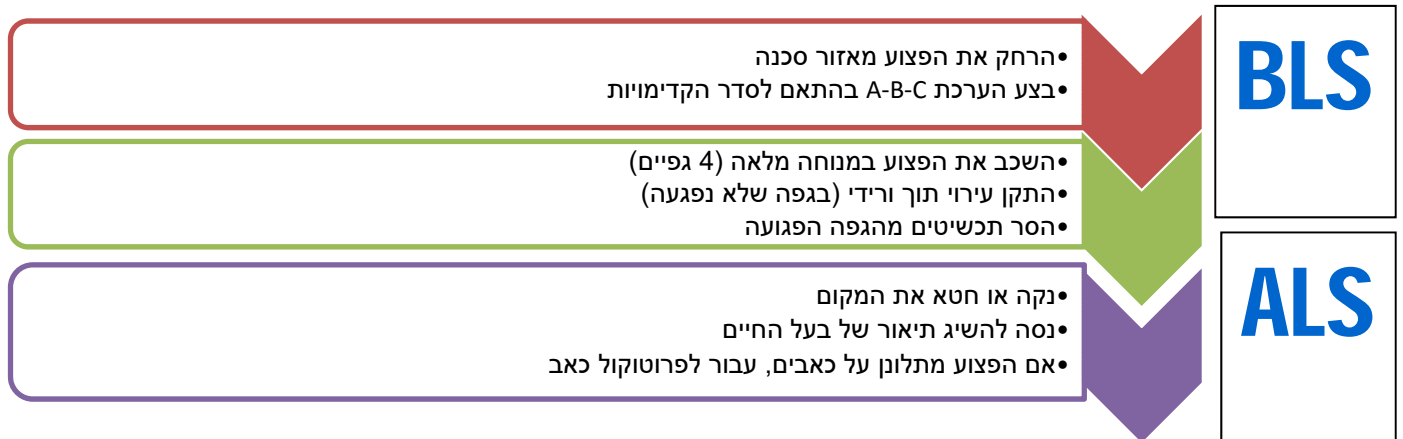 BLS
•הרחק את הפצוע מאזור סכנה
•בצע הערכת A-B-C בהתאם לסדר הקדימויות
•השכב את הפצוע במנוחה מלאה (4 גפיים)
•התקן עירוי תוך ורידי (בגפה שלא נפגעה)
•הסר תכשיטים מהגפה הפגועה
ALS
•נקה או חטא את המקום
•נסה להשיג תיאור של בעל החיים
•אם הפצוע מתלונן על כאבים, עבור לפרוטוקול כאב